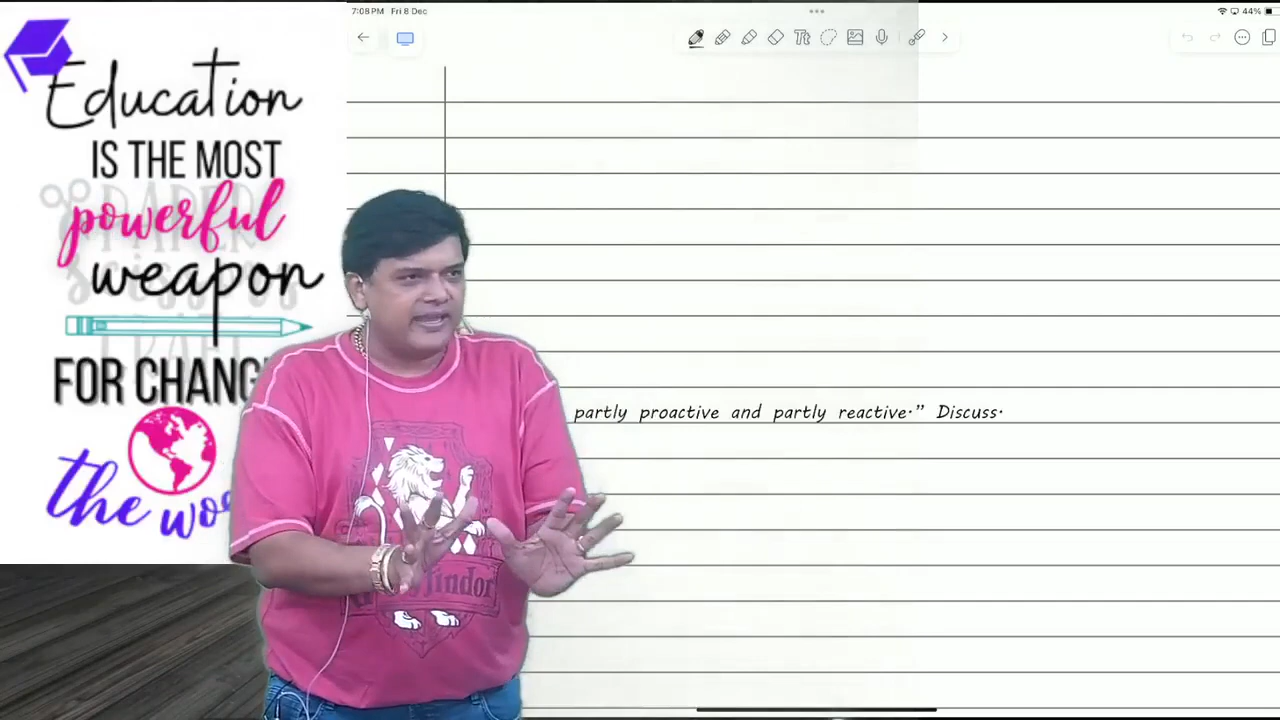 7:08 PM Fri 8 Dec
44%
Education
IS THE MOST
powerful
weapon
FOR CHANG
the wo
partly proactive and partly reactive." Discuss.